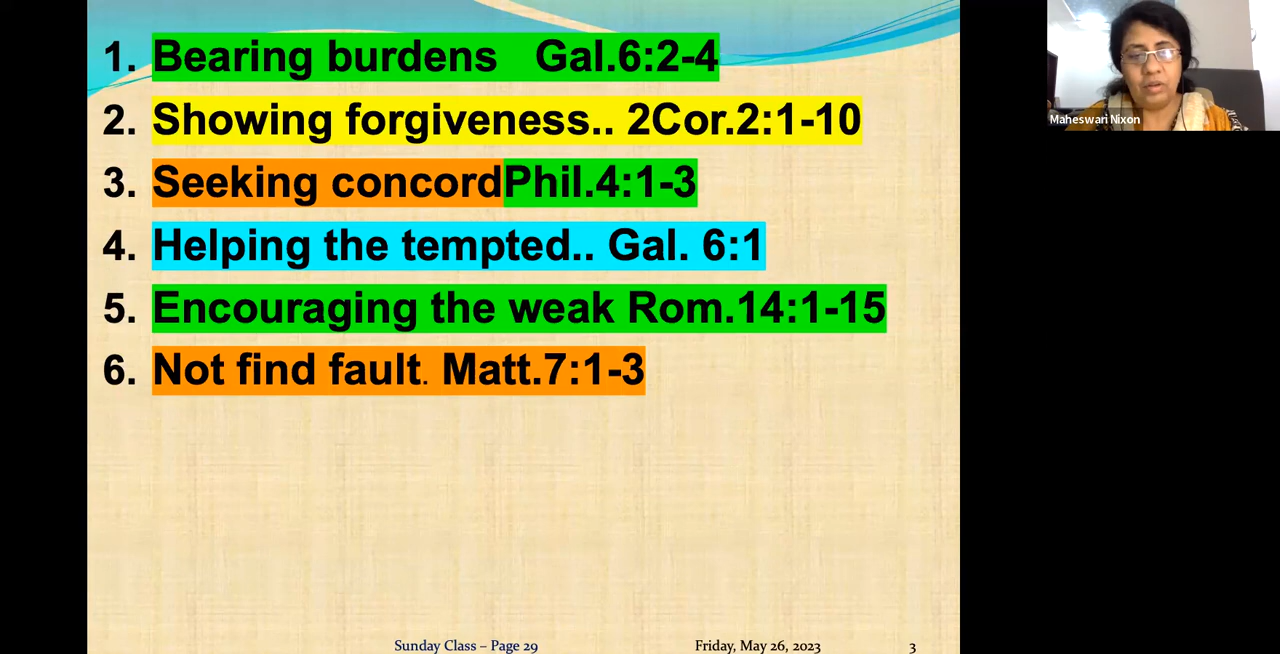 1. Bearing burdens Gal.6:2-4
2. Showing forgiveness.. 2Cor.2:1-10
3. Seeking concordPhil.4:1-3
4. Helping the tempted.. Gal. 6:1
5. Encouraging the weak Rom.14:1-15
6. Not find fault. Matt.7:1-3
Maheswari Nixon
Sunday Class – Page 29
Friday, May 26, 2023
3